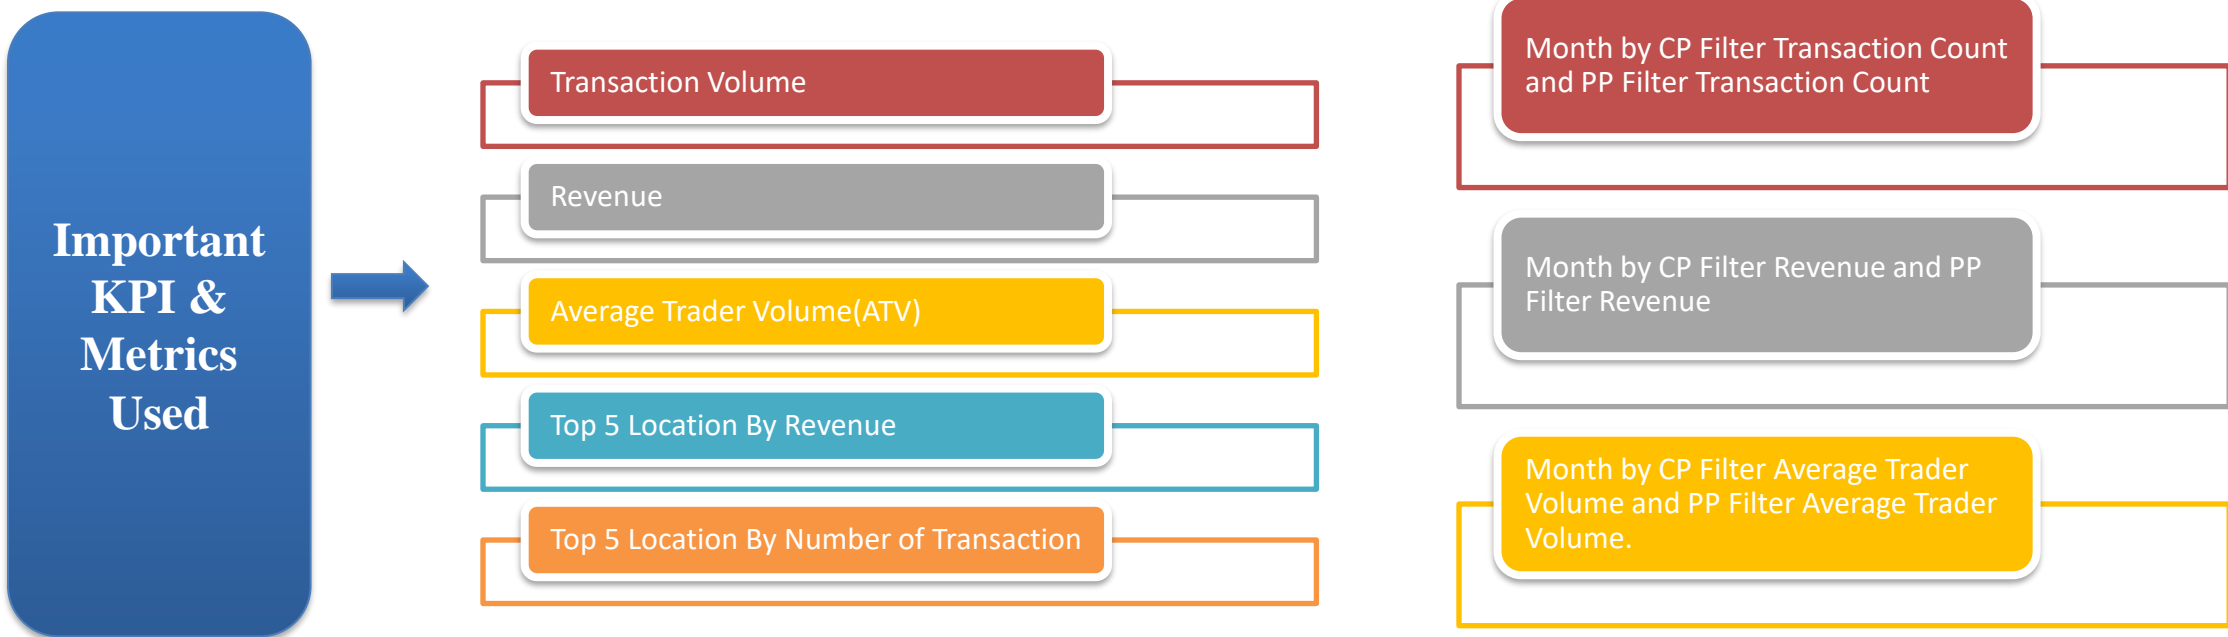 Important
KPI &
Metrics
Used
Transaction Volume
Revenue
Average Trader Volume(ATV)
Top 5 Location By Revenue
Top 5 Location By Number of Transaction
Month by CP Filter Transaction Count
and PP Filter Transaction Count
Month by CP Filter Revenue and PP
Filter Revenue
Month by CP Filter Average Trader
Volume and PP Filter Average Trader
Volume.